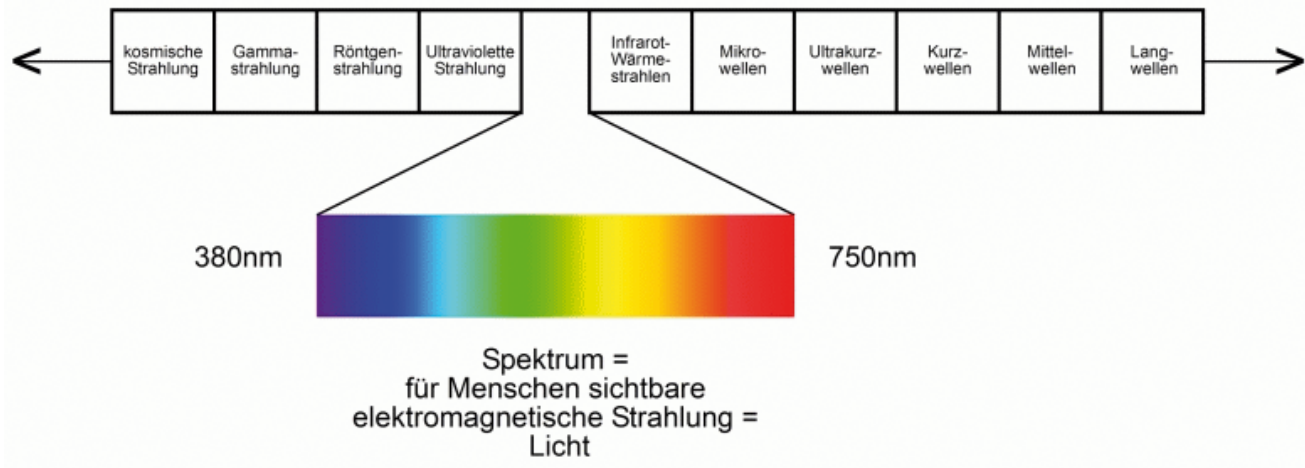 kosmische
Strahlung
Gamma-
strahlung
Röntgen-
strahlung
Ultraviolette
Strahlung
Infrarot-
Wärme-
strahlen
Mikro-
wellen
Ultrakurz-
wellen
Kurz-
wellen
Mittel-
wellen
Lang-
wellen
380nm
750nm
Spektrum =
für Menschen sichtbare
elektromagnetische Strahlung =
Licht